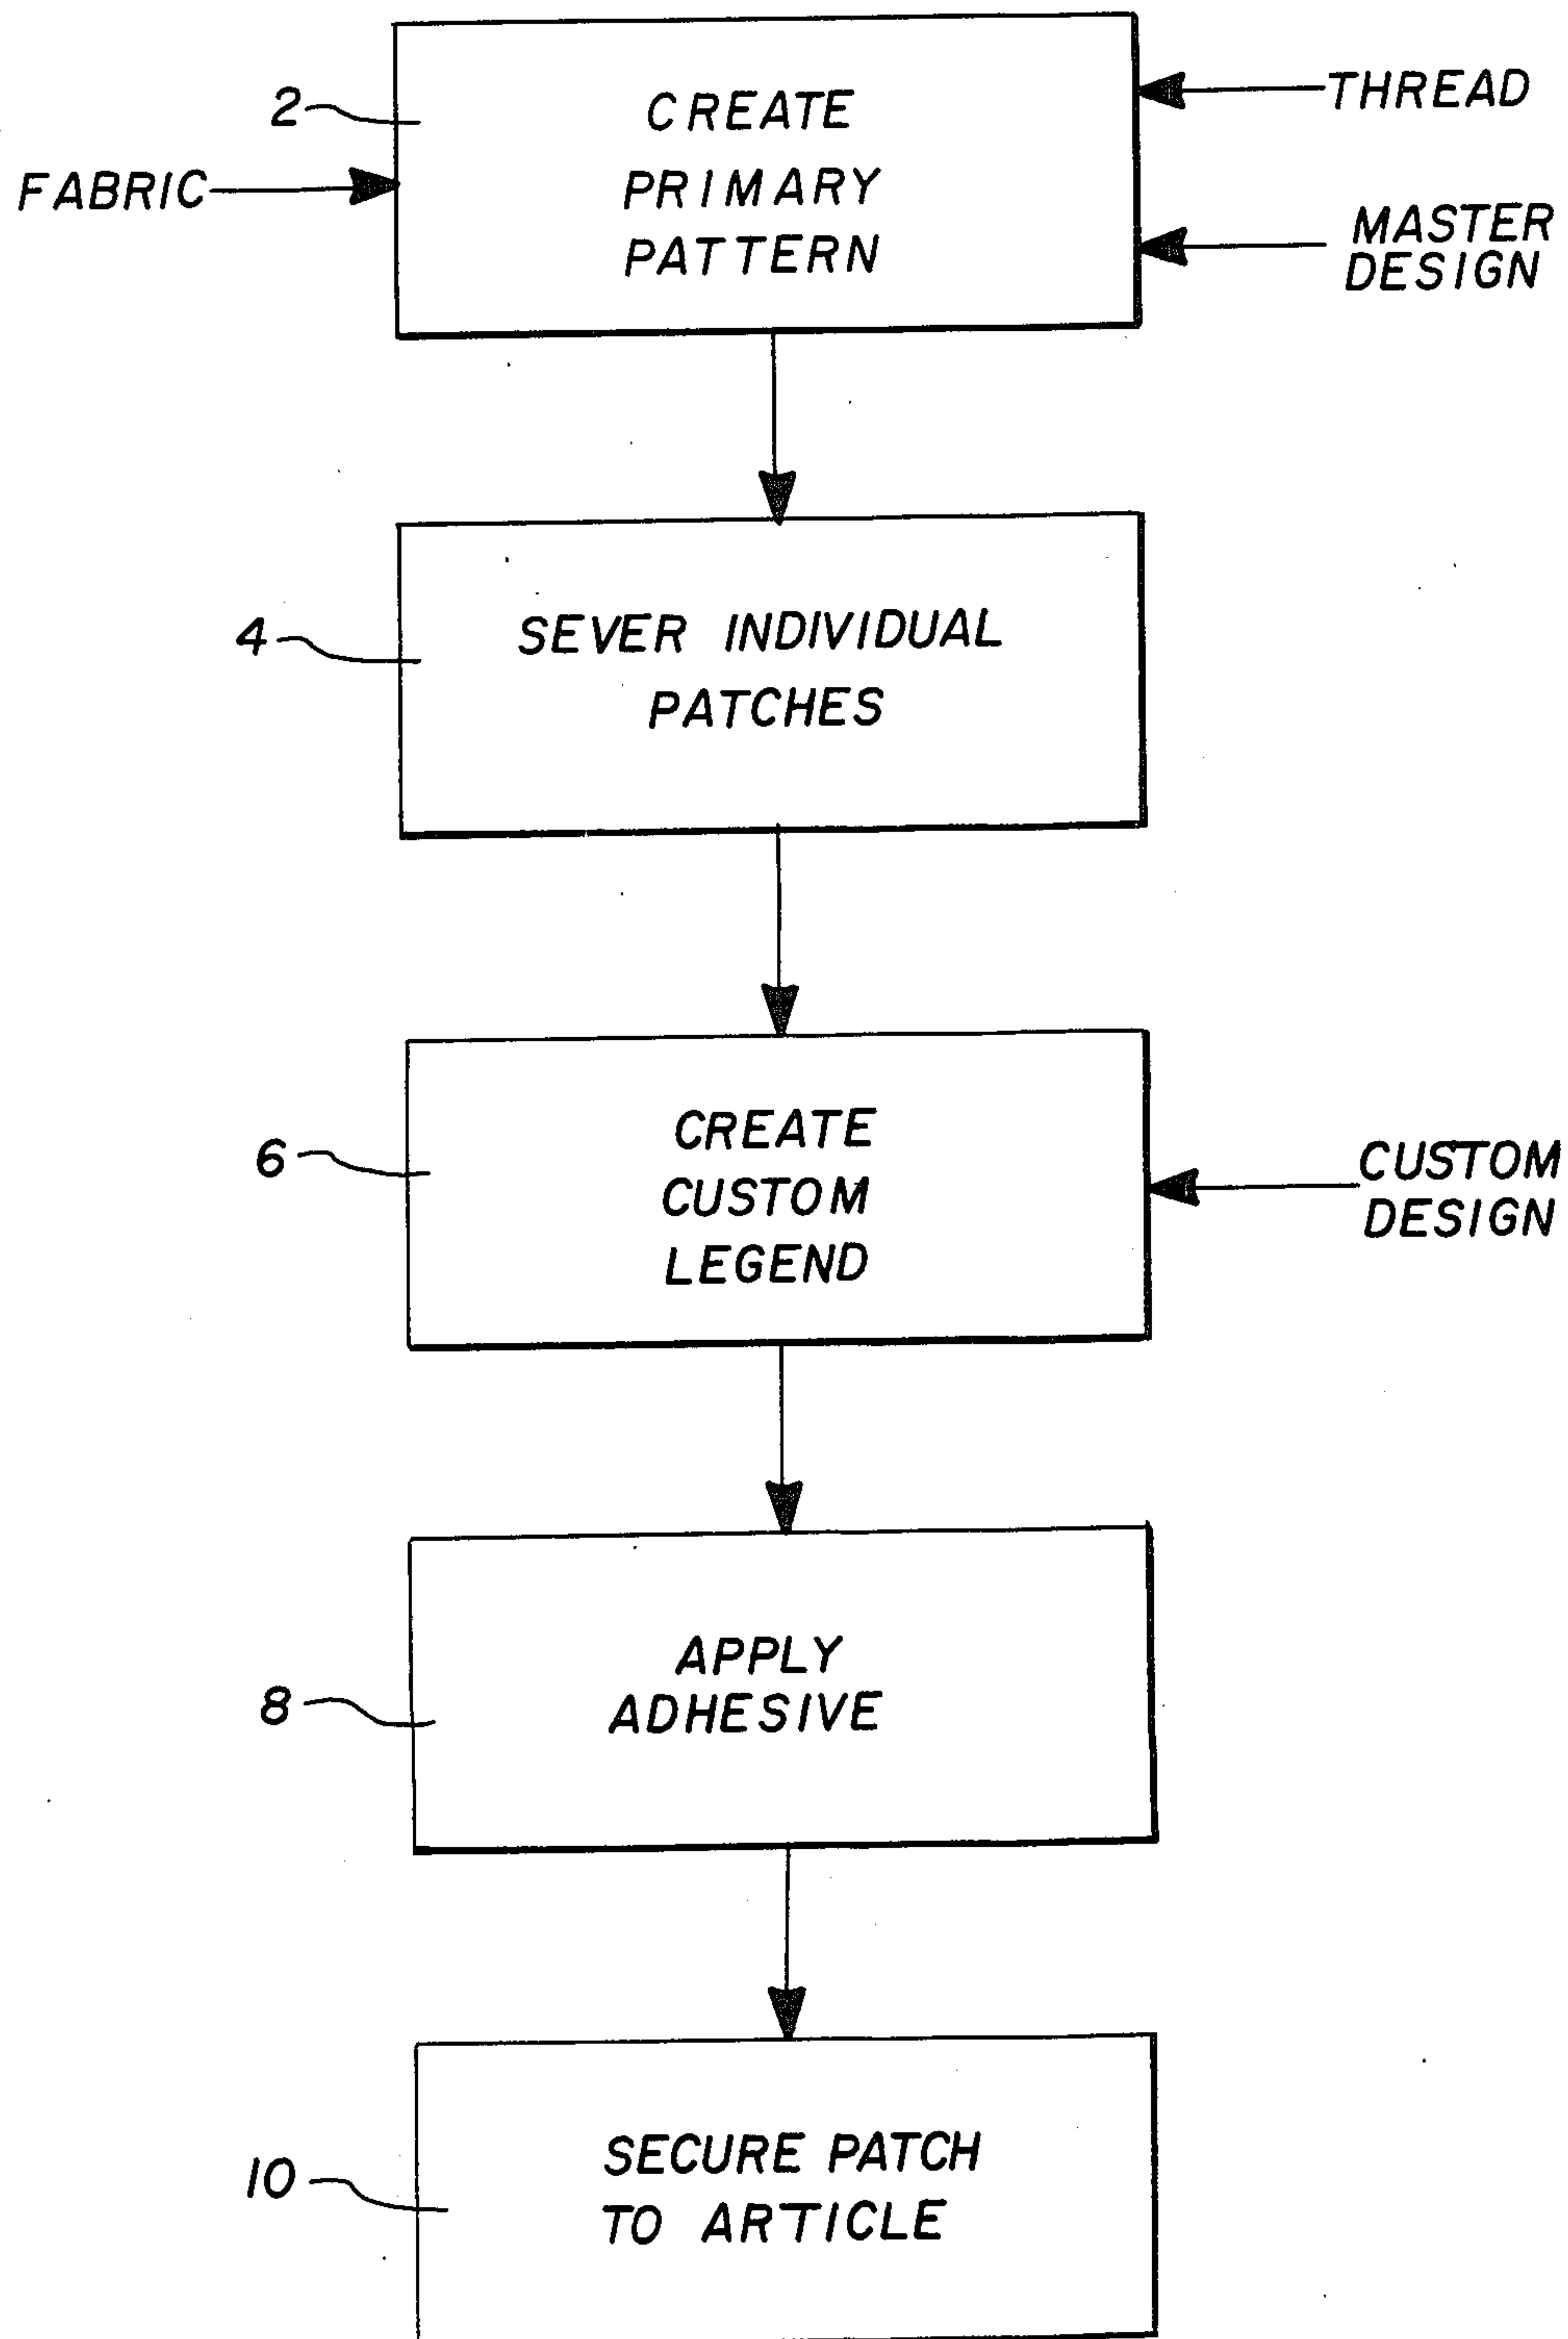 2
CREATE
PRIMARY
PATTERN
THREAD
FABRIC
MASTER
DESIGN
4
SEVER INDIVIDUAL
PATCHES
6
CREATE
CUSTOM
LEGEND
CUSTOM
DESIGN
8
APPLY
ADHESIVE
10
SECURE PATCH
TO ARTICLE